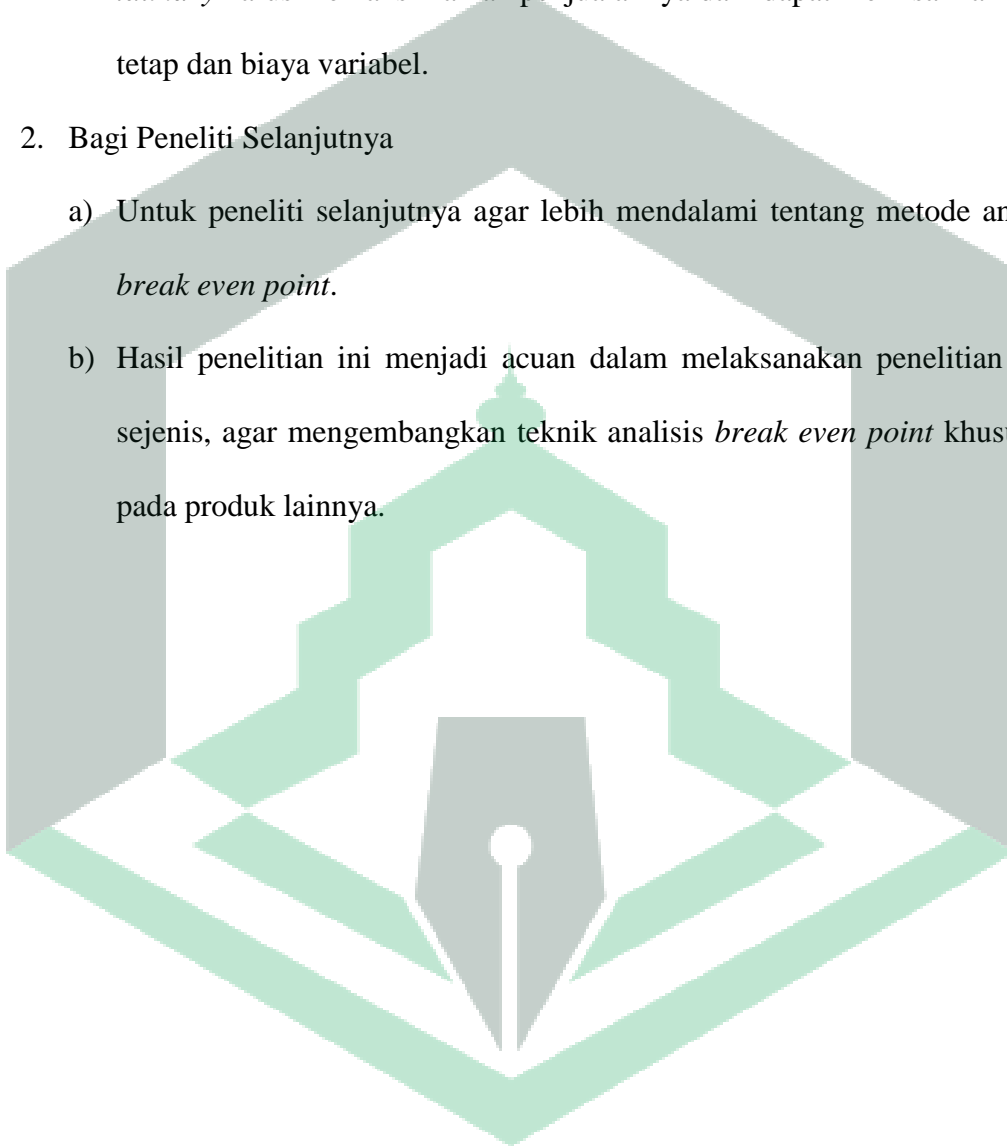 tetap dan biaya variabel.
2. Bagi Peneliti Selanjutnya
a) Untuk peneliti selanjutnya agar lebih mendalami tentang metode
break even point.
b) Hasil penelitian ini menjadi acuan dalam melaksanakan penelitian
sejenis, agar mengembangkan teknik analisis break even point
pada produk lainnya.